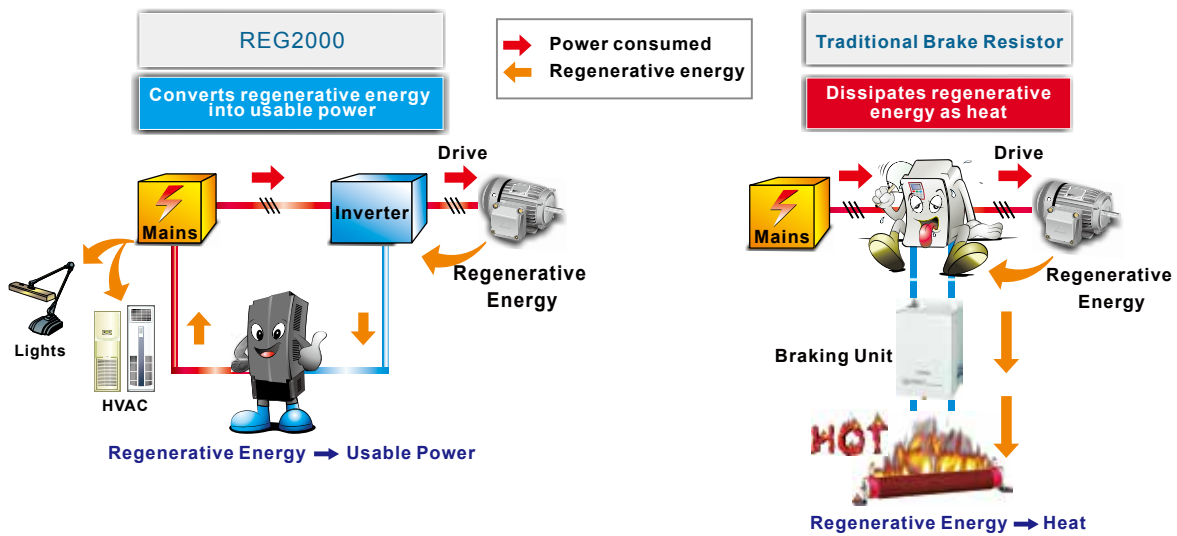 REG2000
Converts regenerative energy
into usable power
Power consumed
Regenerative energy
Traditional Brake Resistor
Dissipates regenerative
energy as heat
Mains
Inverter
Drive
Regenerative
Energy
Lights
HVAC
Regenerative Energy → Usable Power
Mains
Drive
Regenerative
Energy
Braking Unit
HOT
Regenerative Energy → Heat